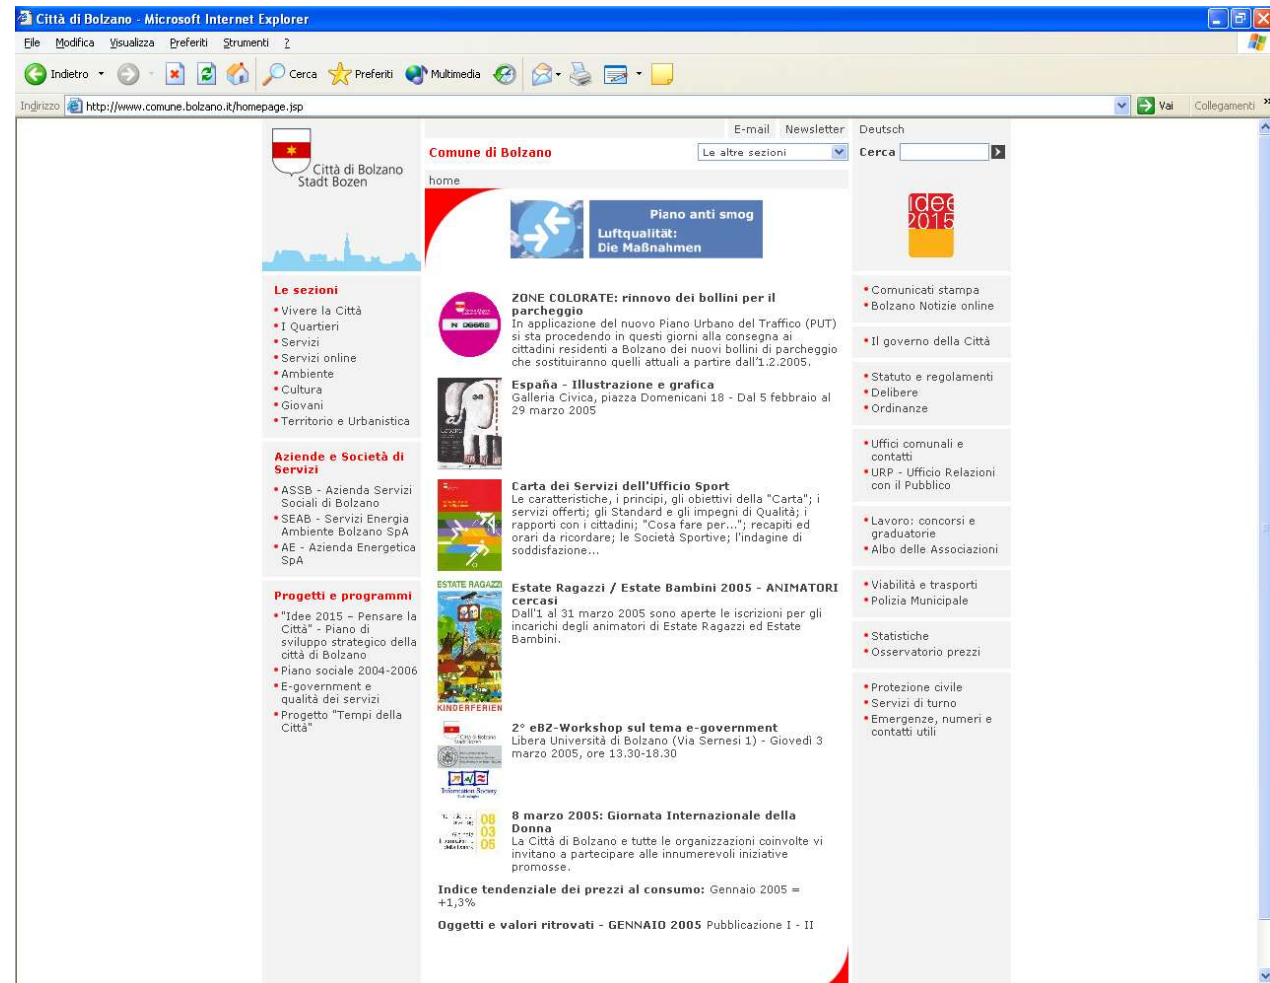 Città di Bolzano - Microsoft Internet Explorer
File Modifica Visualizza Preferiti Strumenti ?
Indietro Cerca Preferiti Multimedia
Indirizzo http://www.comune.bolzano.it/homepage.jsp Vai Collegamenti »
Città di Bolzano
Stadt Bozen
E-mail Newsletter Deutsch
Comune di Bolzano Le altre sezioni Cerca
home
Piano anti smog
Luftqualität:
Die Maßnahmen
idee
2015
Le sezioni
• Vivere la Città
• I Quartieri
• Servizi
• Servizi online
• Ambiente
• Cultura
• Giovani
• Territorio e Urbanistica
Aziende e Società di
Servizi
• ASSB - Azienda Servizi
Sociali di Bolzano
• SEAB - Servizi Energia
Ambiente Bolzano SpA
• AE - Azienda Energetica
SpA
Progetti e programmi
• "Idee 2015 – Pensare la
Città" - Piano di
sviluppo strategico della
città di Bolzano
• Piano sociale 2004-2006
• E-government e
qualità dei servizi
• Progetto "Tempi della
Città"
ZONE COLORATE: rinnovo dei bollini per il
parcheggio
In applicazione del nuovo Piano Urbano del Traffico (PUT)
si sta procedendo in questi giorni alla consegna ai
cittadini residenti a Bolzano dei nuovi bollini di parcheggio
che sostituiranno quelli attuali a partire dall'1.2.2005.
España - Illustrazione e grafica
Galleria Civica, piazza Domenicani 18 - Dal 5 febbraio al
29 marzo 2005
Carta dei Servizi dell'Ufficio Sport
Le caratteristiche, i principi, gli obiettivi della "Carta"; i
servizi offerti; gli Standard e gli impegni di Qualità; i
rapporti con i cittadini; "Cosa fare per..."; recapiti ed
orari da ricordare; le Società Sportive; l'indagine di
soddisfazione...
ESTATE RAGAZZI
KINDERFERIEN
Estate Ragazzi / Estate Bambini 2005 - ANIMATORI
cercasi
Dall'1 al 31 marzo 2005 sono aperte le iscrizioni per gli
incarichi degli animatori di Estate Ragazzi ed Estate
Bambini.
Città di Bolzano
Stadt Bozen
Information Society
2° eBZ-Workshop sul tema e-government
Libera Università di Bolzano (Via Sernesi 1) - Giovedì 3
marzo 2005, ore 13.30-18.30
08
03
05
8 marzo 2005: Giornata Internazionale della
Donna
La Città di Bolzano e tutte le organizzazioni coinvolte vi
invitano a partecipare alle innumerevoli iniziative
promosse.
Indice tendenziale dei prezzi al consumo: Gennaio 2005 =
+1,3%
Oggetti e valori ritrovati - GENNAIO 2005 Pubblicazione I - II
• Comunicati stampa
• Bolzano Notizie online
• Il governo della Città
• Statuto e regolamenti
• Delibere
• Ordinanze
• Uffici comunali e
contatti
• URP - Ufficio Relazioni
con il Pubblico
• Lavoro: concorsi e
graduatorie
• Albo delle Associazioni
• Viabilità e trasporti
• Polizia Municipale
• Statistiche
• Osservatorio prezzi
• Protezione civile
• Servizi di turno
• Emergenze, numeri e
contatti utili